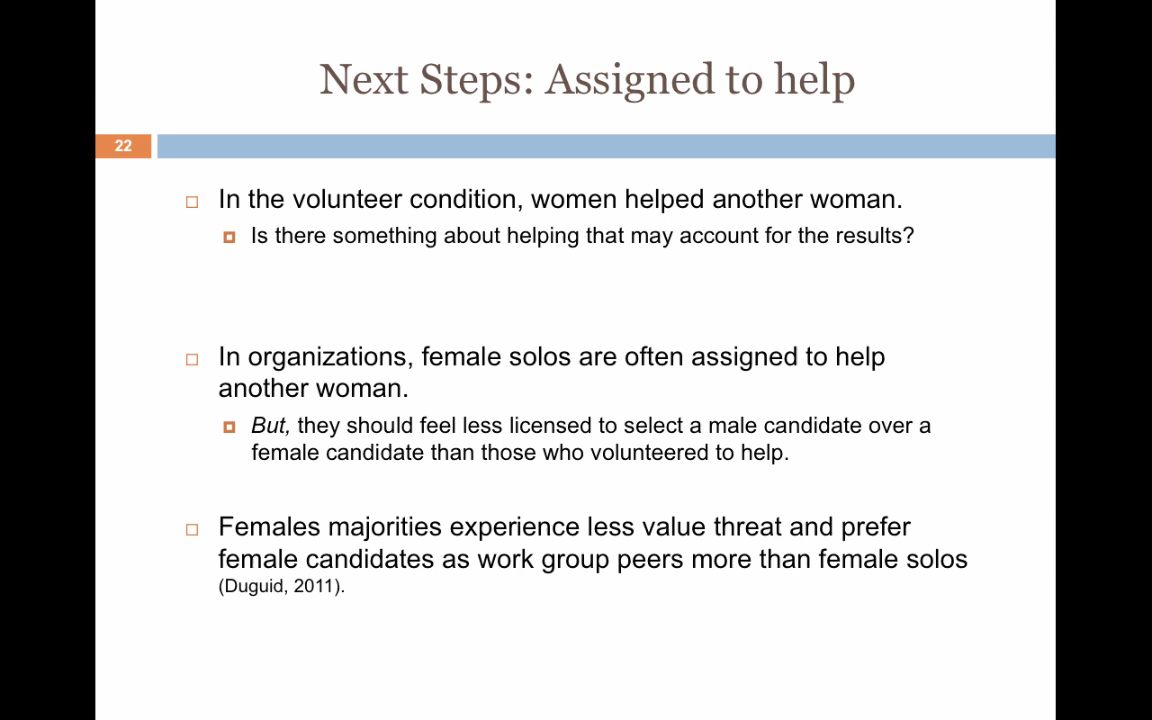 Next Steps: Assigned to help
22
In the volunteer condition, women helped another woman.
Is there something about helping that may account for the results?
In organizations, female solos are often assigned to help
another woman.
But, they should feel less licensed to select a male candidate over a
female candidate than those who volunteered to help.
Females majorities experience less value threat and prefer
female candidates as work group peers more than female solos
(Duguid, 2011).